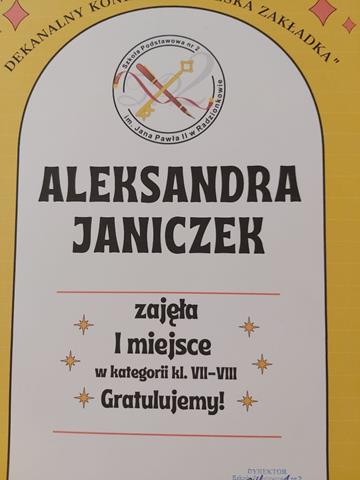 DEKANALNY KON
SKA ZAKŁADKA"
Szkoła Podstawowa nr 2
im. Jana Pawła II w Radzionkowie
ALEKSANDRA
JANICZEK
zajęła
I miejsce
w kategorii kl. VII-VIII
Gratulujemy!
DYREKTOR